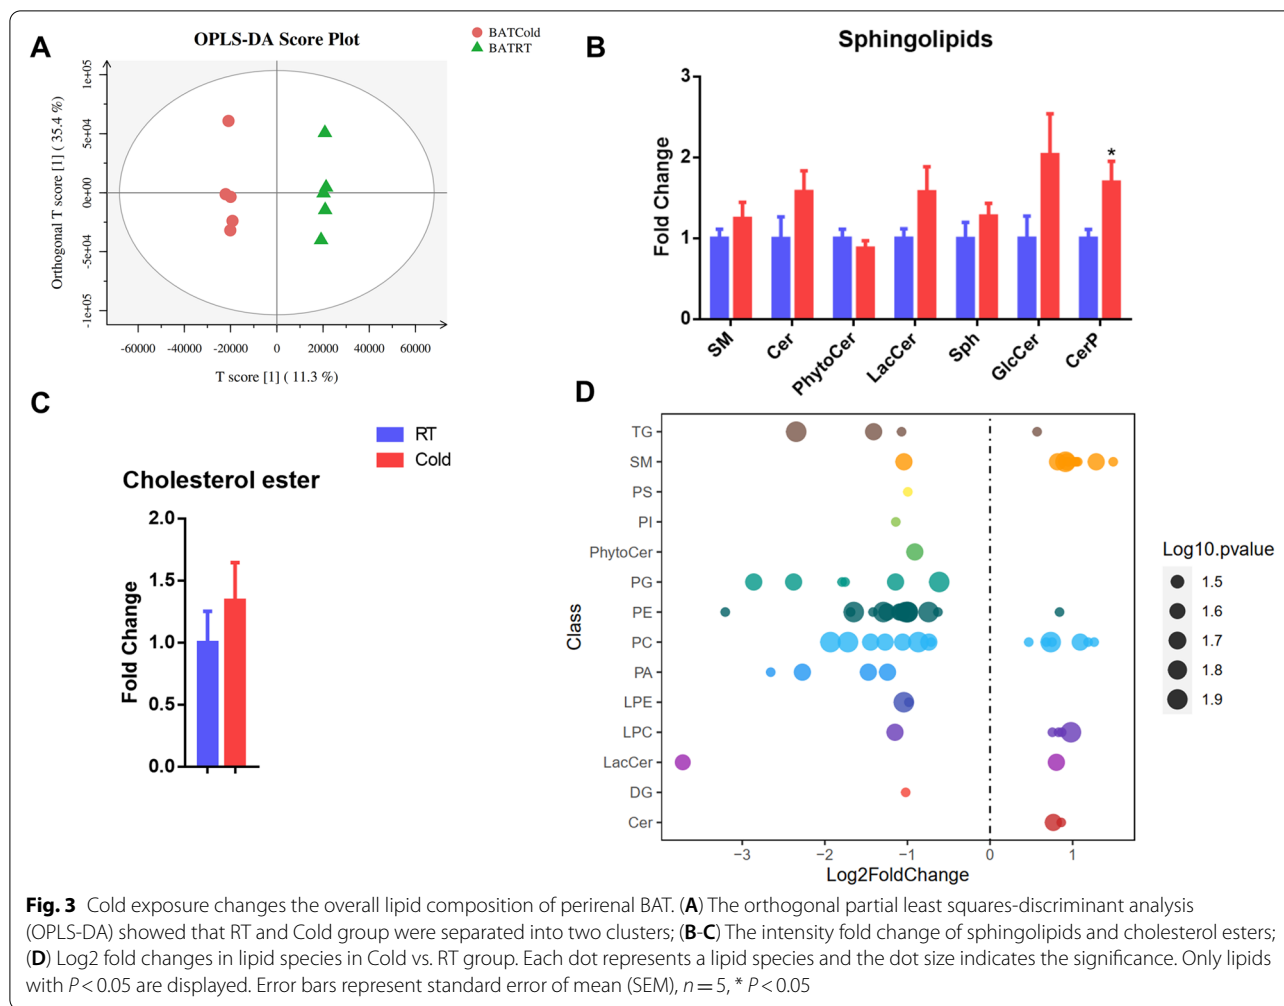 A
OPLS-DA Score Plot
BATCold
BATRT
Orthogonal T score [1] ( 35.4 %)
1e+05
5e+04
0e+00
-5e+04
-1e+05
-60000 -40000 -20000 0 20000 40000 60000
T score [1] ( 11.3 %)
B
Sphingolipids
Fold Change
3
2
1
0
*
SM Cer PhytoCer LacCer Sph GlcCer CerP
C
RT
Cold
Cholesterol ester
Fold Change
2.0
1.5
1.0
0.5
0.0
D
Class
TG
SM
PS
PI
PhytoCer
PG
PE
PC
PA
LPE
LPC
LacCer
DG
Cer
−3 −2 −1 0 1
Log2FoldChange
Log10.pvalue
1.5
1.6
1.7
1.8
1.9
Fig. 3 Cold exposure changes the overall lipid composition of perirenal BAT. (A) The orthogonal partial least squares-discriminant analysis
(OPLS-DA) showed that RT and Cold group were separated into two clusters; (B-C) The intensity fold change of sphingolipids and cholesterol esters;
(D) Log2 fold changes in lipid species in Cold vs. RT group. Each dot represents a lipid species and the dot size indicates the significance. Only lipids
with P < 0.05 are displayed. Error bars represent standard error of mean (SEM), n = 5, * P < 0.05